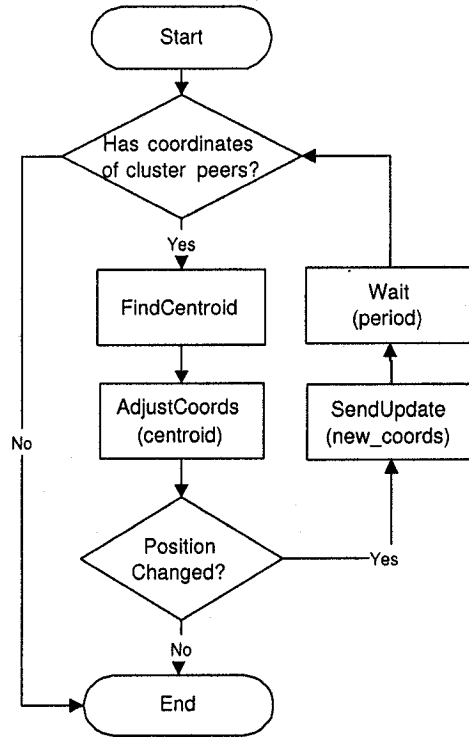 Start
Has coordinates
of cluster peers?
Yes
FindCentroid
Wait
(period)
AdjustCoords
(centroid)
SendUpdate
(new_coords)
No
Position
Changed?
Yes
No
End